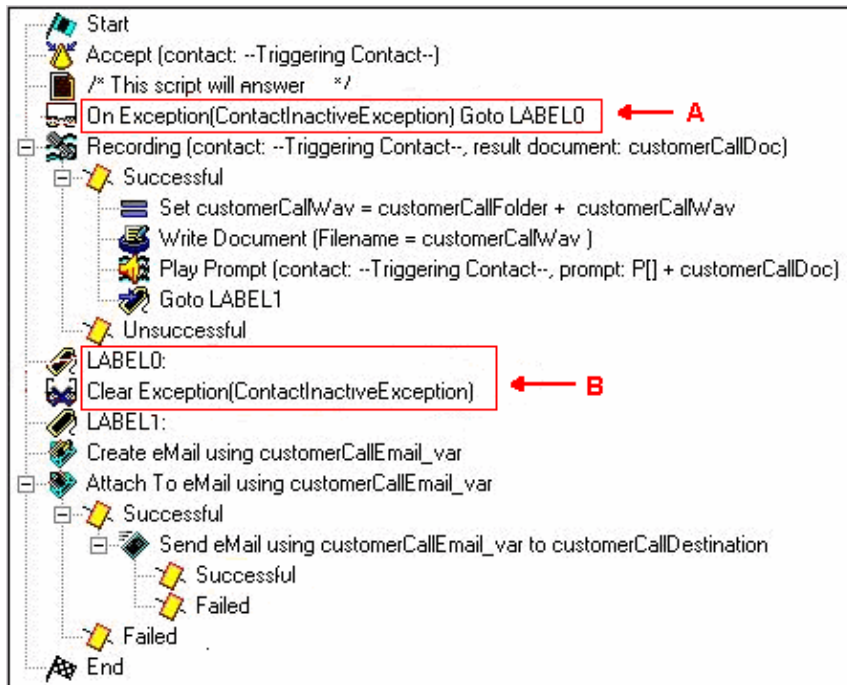 Start
Accept (contact: --Triggering Contact--)
/* This script will answer */
On Exception(ContactInactiveException) Goto LABEL0
A
Recording (contact: --Triggering Contact--, result document: customerCallDoc)
Successful
Set customerCallWav = customerCallFolder + customerCallWav
Write Document (Filename = customerCallWav )
Play Prompt (contact: --Triggering Contact--, prompt: P[] + customerCallDoc)
Goto LABEL1
Unsuccessful
LABEL0:
Clear Exception(ContactInactiveException)
B
LABEL1:
Create eMail using customerCallEmail_var
Attach To eMail using customerCallEmail_var
Successful
Send eMail using customerCallEmail_var to customerCallDestination
Successful
Failed
Failed
End